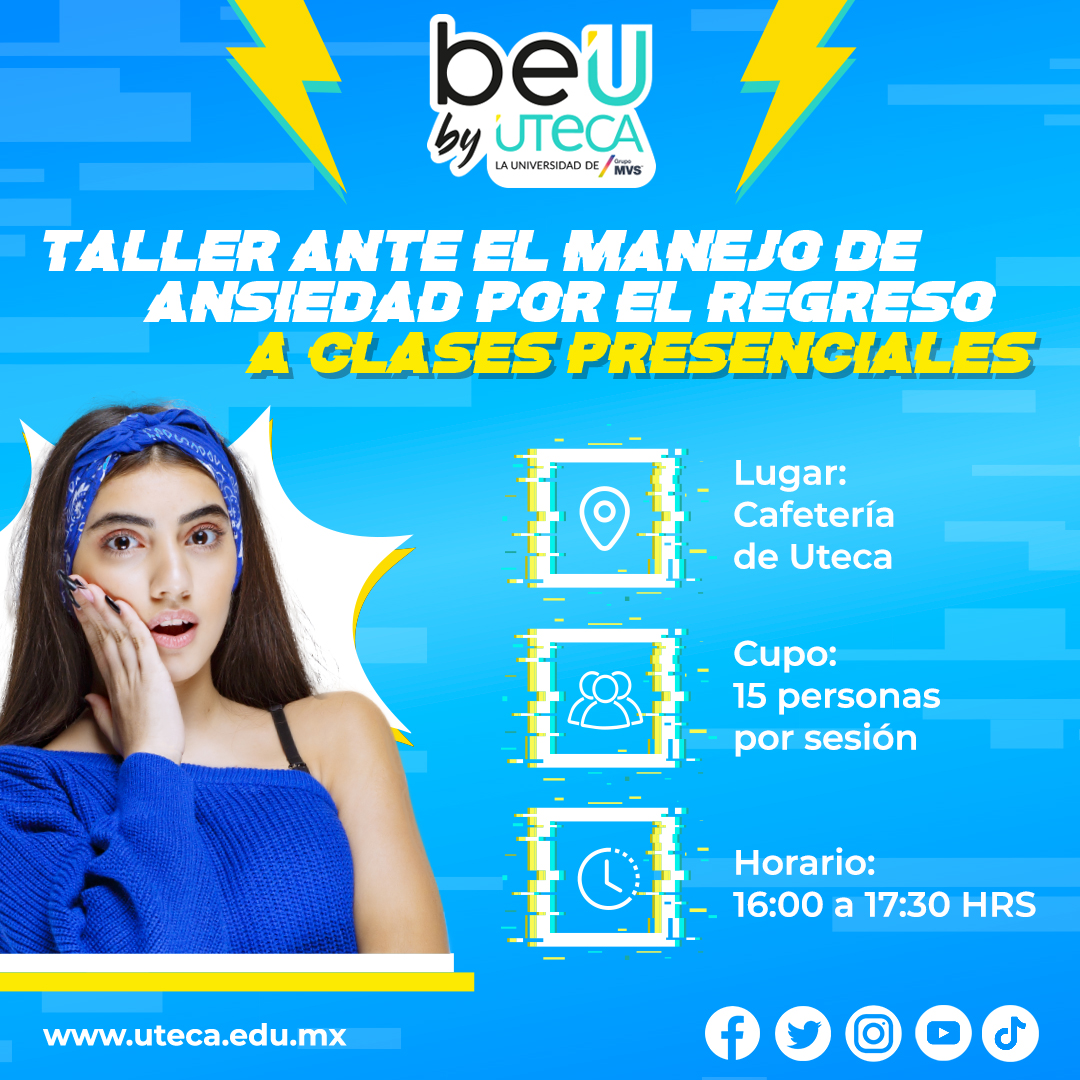 beU
by UTECA
LA UNIVERSIDAD DE Grupo MVS
TALLER ANTE EL MANEJO DE
ANSIEDAD POR EL REGRESO
A CLASES PRESENCIALES
Lugar:
Cafetería
de Uteca
Cupo:
15 personas
por sesión
Horario:
16:00 a 17:30 HRS
www.uteca.edu.mx